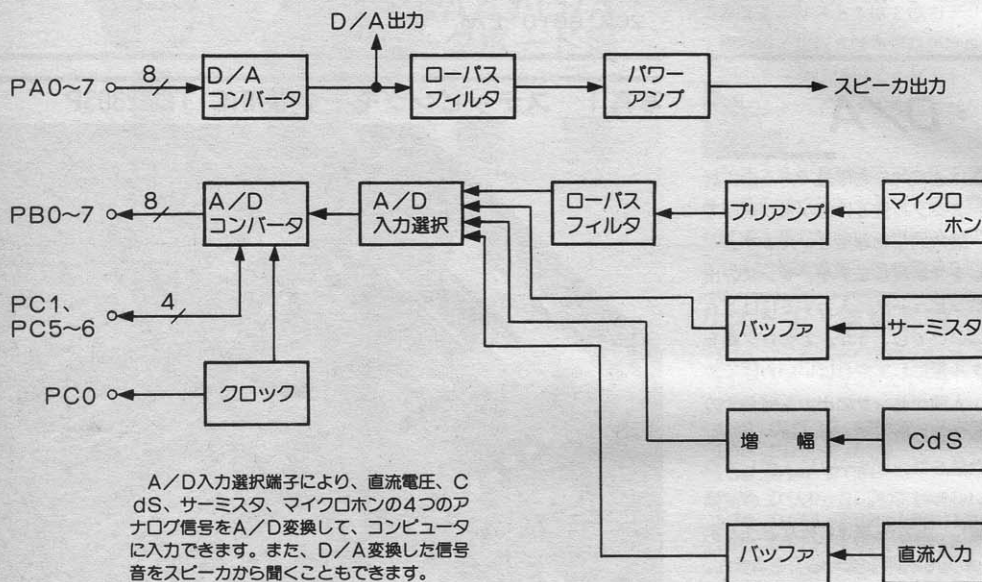 D/A出力
PA0~7
8
D/A
コンバータ
ローパス
フィルタ
パワー
アンプ
スピーカ出力
PB0~7
8
A/D
コンバータ
A/D
入力選択
ローパス
フィルタ
プリアンプ
マイクロ
ホン
PC1、
PC5~6
4
バッファ
サーミスタ
PC0
クロック
増 幅
CdS
バッファ
直流入力
A/D入力選択端子により、直流電圧、C
dS、サーミスタ、マイクロホンの4つのア
ナログ信号をA/D変換して、コンピュータ
に入力できます。また、D/A変換した信号
音をスピーカから聞くこともできます。